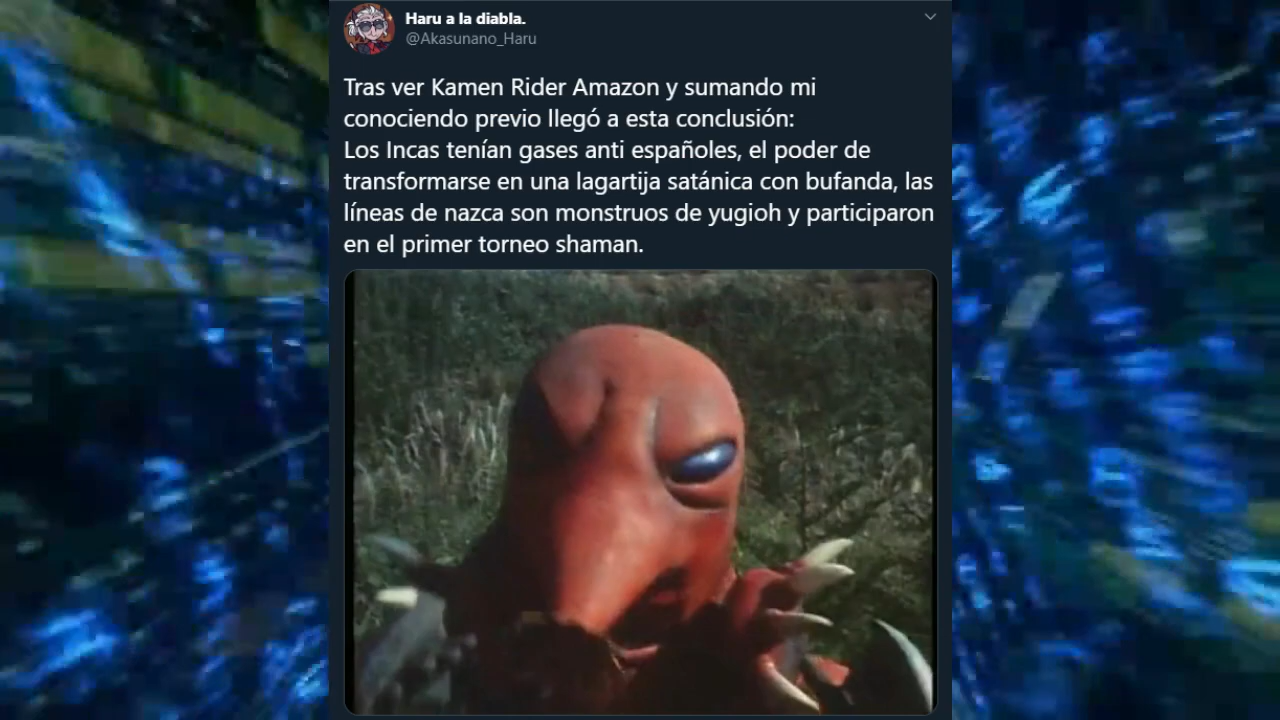 Haru a la diabla.
@Akasunano_Haru
Tras ver Kamen Rider Amazon y sumando mi
conociendo previo llegó a esta conclusión:
Los Incas tenían gases anti españoles, el poder de
transformarse en una lagartija satánica con bufanda, las
líneas de nazca son monstruos de yugioh y participaron
en el primer torneo shaman.